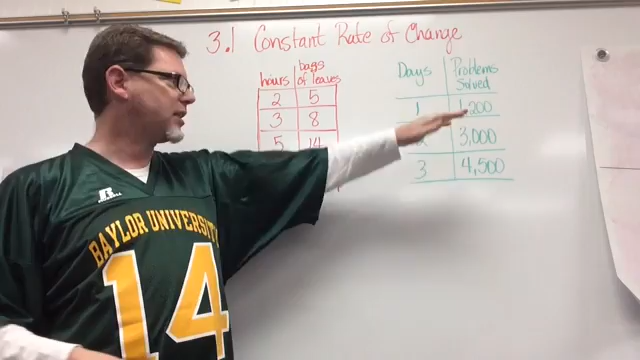 3.1 Constant Rate of Change
hours Bags of leaves
2 5
3 8
5 14
Days Problems Solved
1 1,200
3,000
3 4,500
R
BAYLOR UNIVERSITY
14